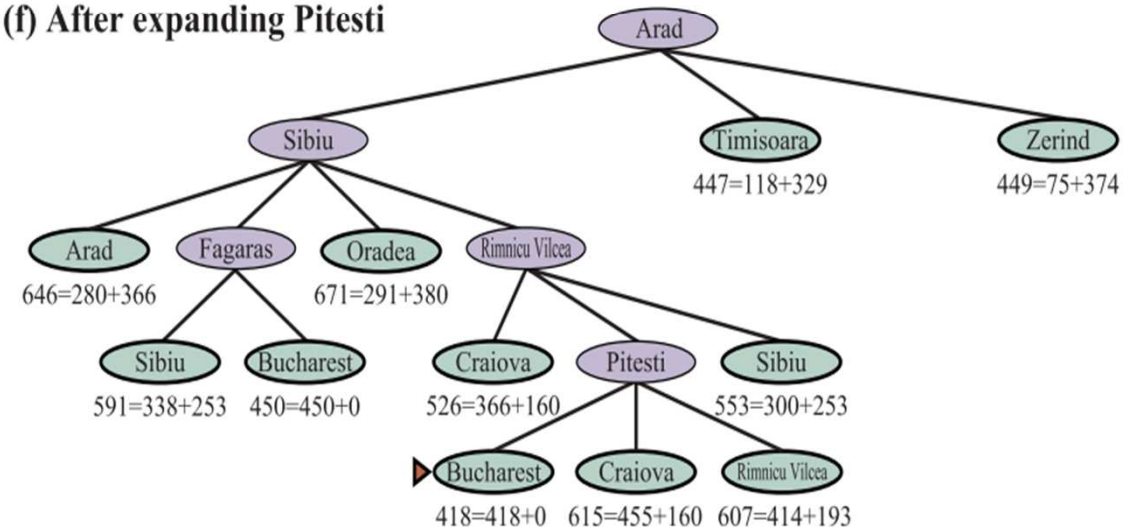 (f) After expanding Pitesti
Arad
Sibiu
Timisoara
Zerind
447=118+329
449=75+374
Arad
Fagaras
Oradea
Rimnicu Vilcea
646=280+366
671=291+380
Sibiu
Bucharest
Craiova
Pitesti
Sibiu
591=338+253
450=450+0
526=366+160
553=300+253
Bucharest
Craiova
Rimnicu Vilcea
418=418+0
615=455+160
607=414+193